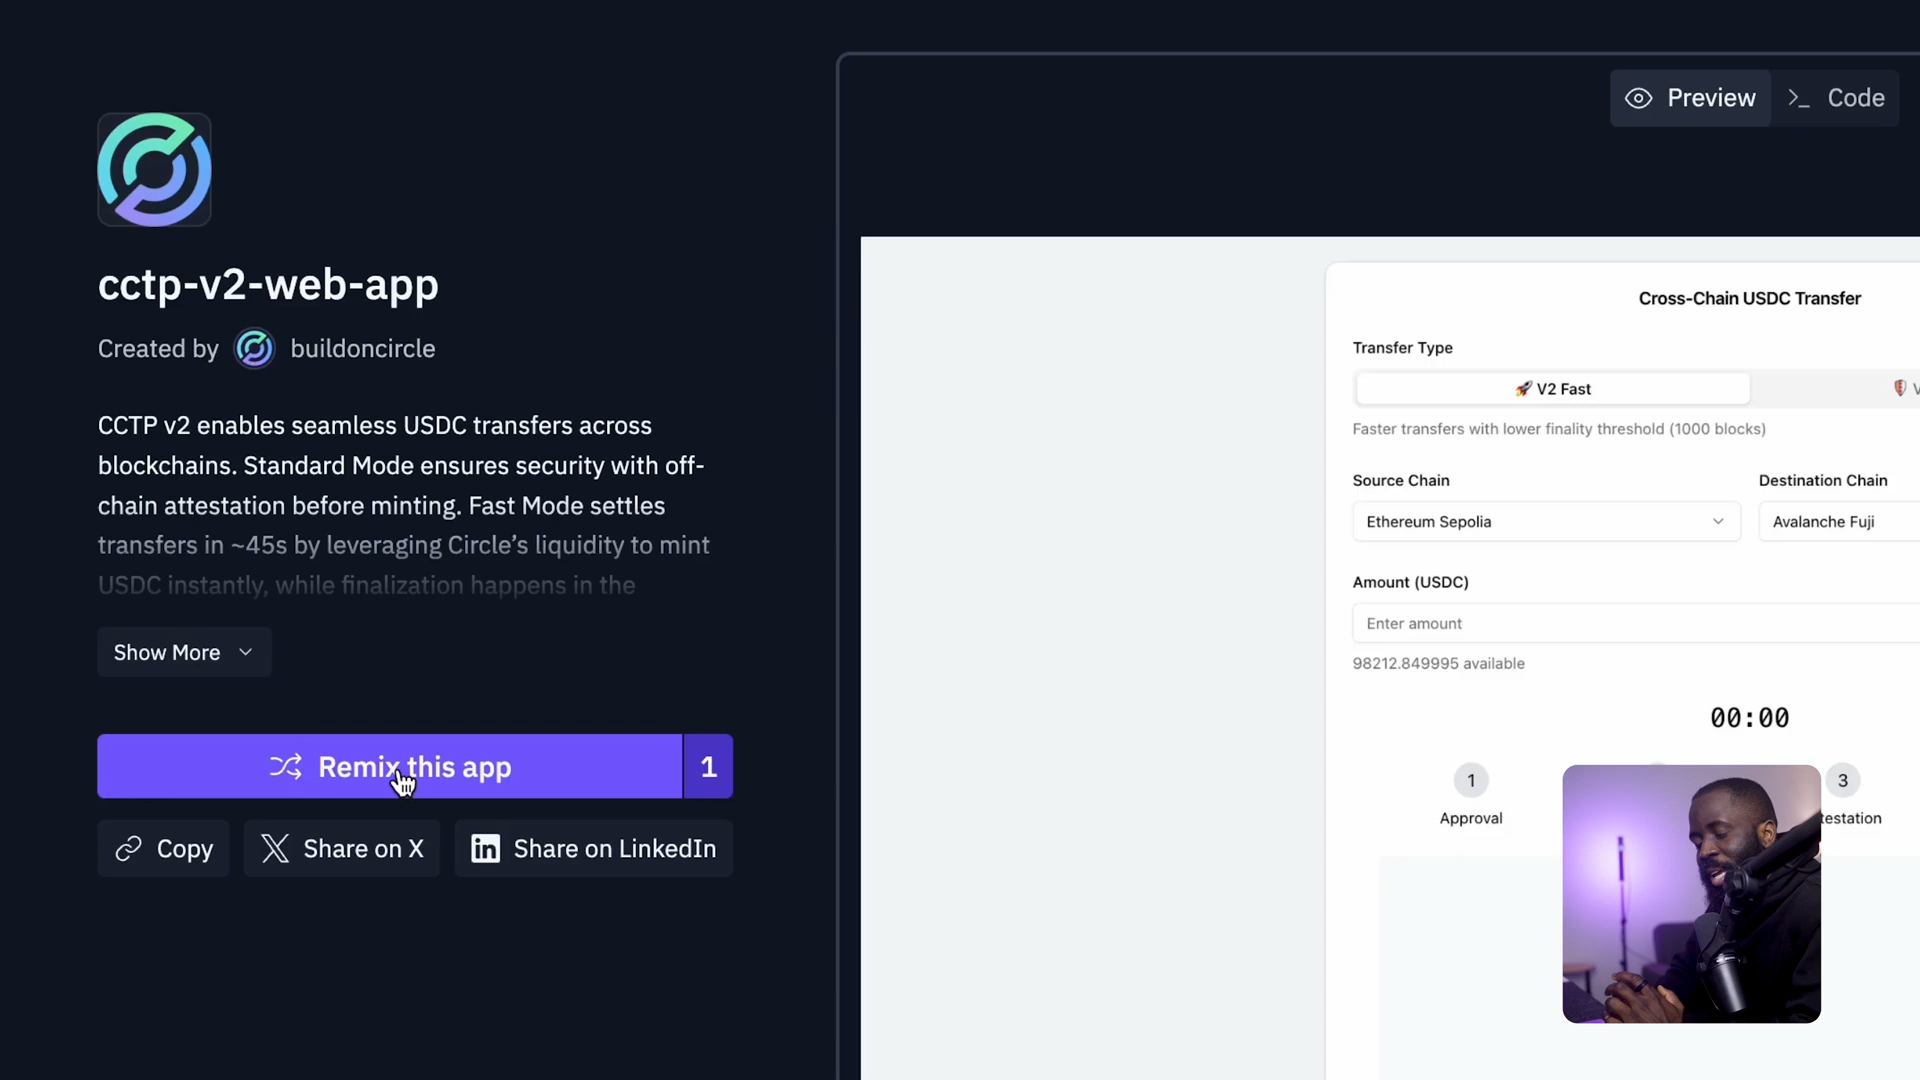 Preview
Code
cctp-v2-web-app
Created by buildoncircle
CCTP v2 enables seamless USDC transfers across
blockchains. Standard Mode ensures security with off-
chain attestation before minting. Fast Mode settles
transfers in ~45s by leveraging Circle’s liquidity to mint
USDC instantly, while finalization happens in the
Show More
Remix this app 1
Copy
Share on X
Share on LinkedIn
Cross-Chain USDC Transfer
Transfer Type
🚀 V2 Fast
Faster transfers with lower finality threshold (1000 blocks)
Source Chain
Destination Chain
Ethereum Sepolia
Avalanche Fuji
Amount (USDC)
Enter amount
98212.849995 available
00:00
1
3
Approval
testation